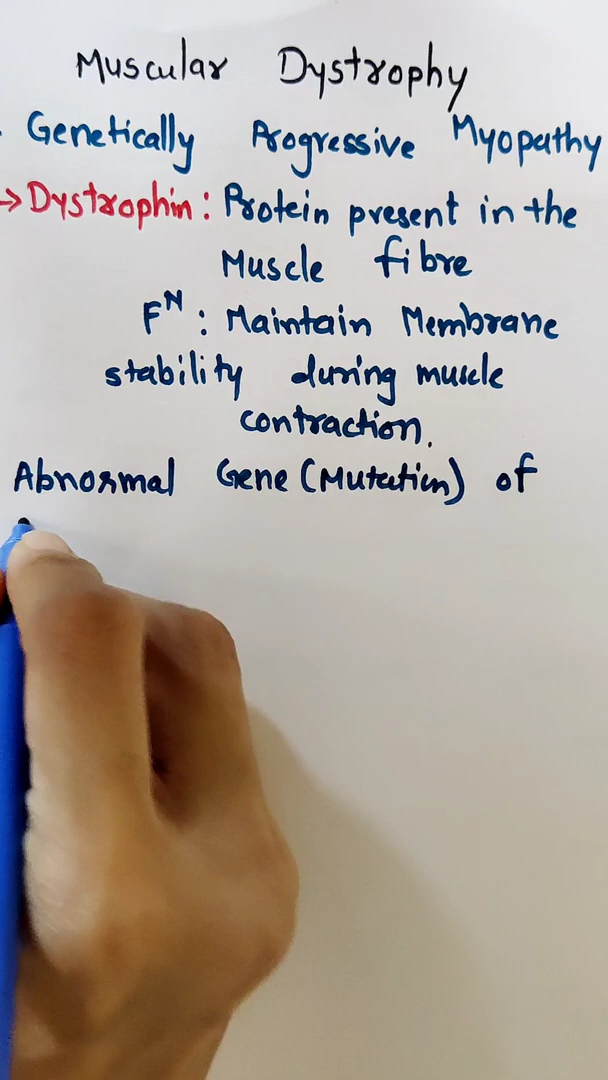 Muscular Dystrophy
- Genetically Progressive Myopathy
→ Dystrophin : Protein present in the
Muscle fibre
Fᴺ : Maintain Membrane
stability during muscle
contraction.
Abnormal Gene (Mutation) of